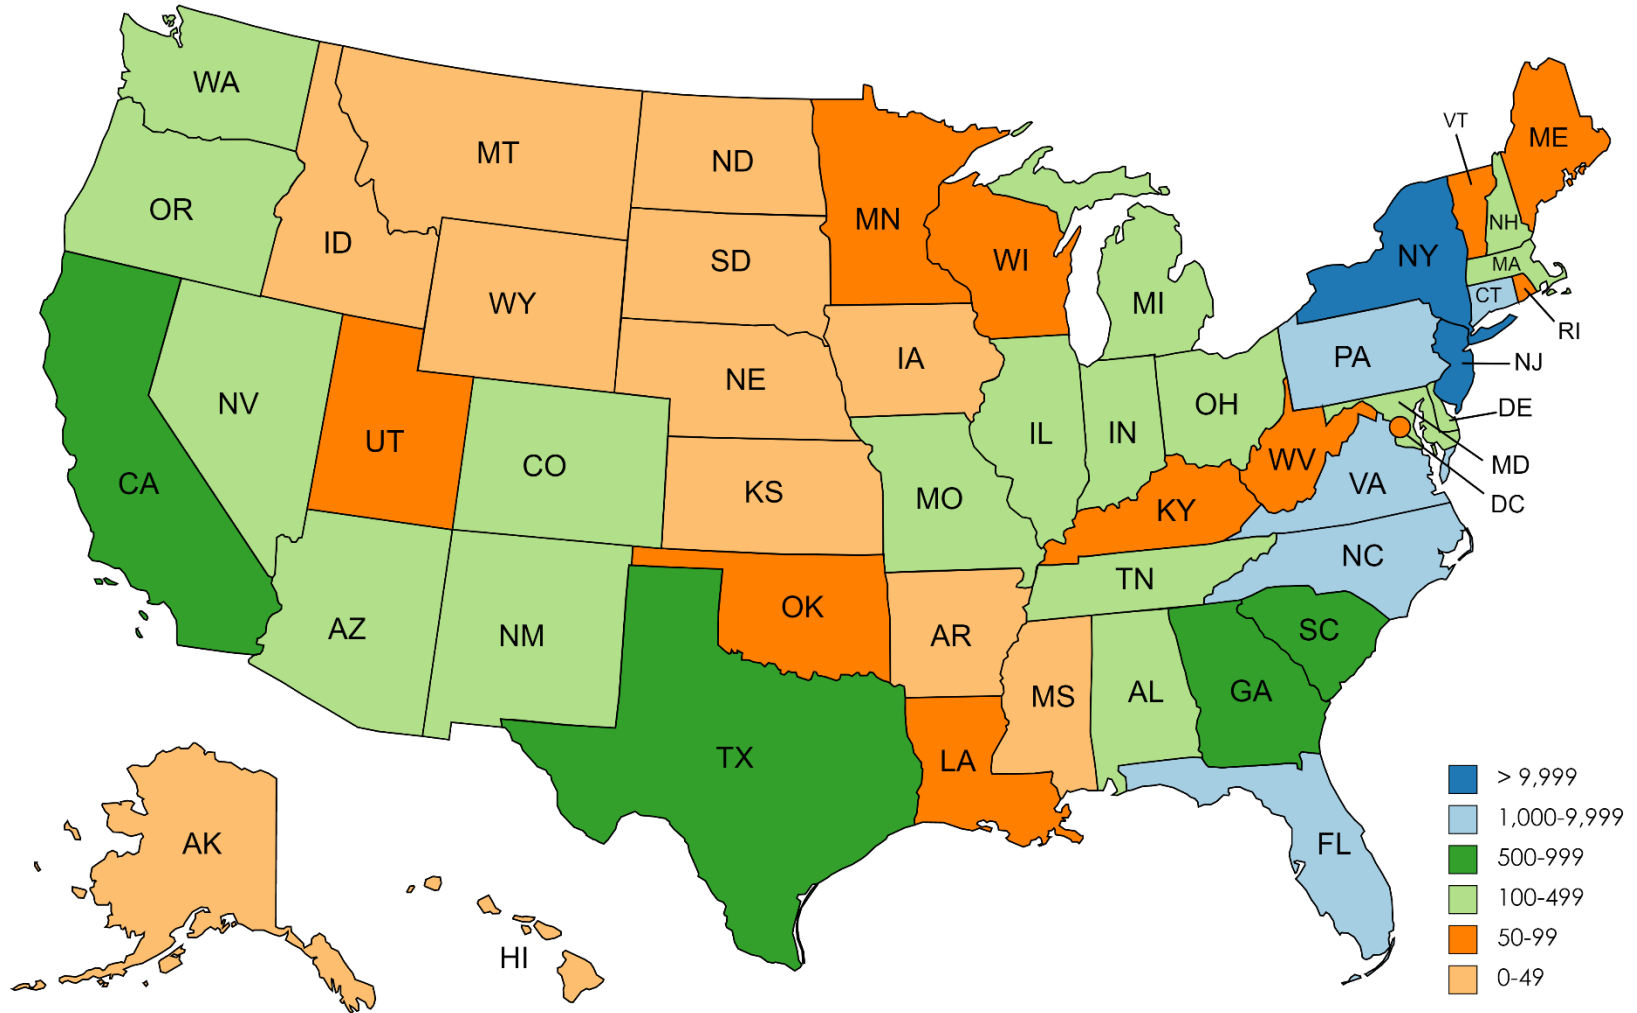 WA
VT
ME
MT
ND
OR
MN
NH
ID
NY
SD
WI
MA
CT
WY
MI
RI
IA
PA
NJ
NE
NV
OH
DE
UT
IL
IN
CO
WV
MD
CA
KS
MO
VA
DC
KY
NC
TN
OK
AZ
NM
AR
SC
MS
AL
GA
TX
LA
> 9,999
1,000-9,999
AK
FL
500-999
100-499
50-99
HI
0-49